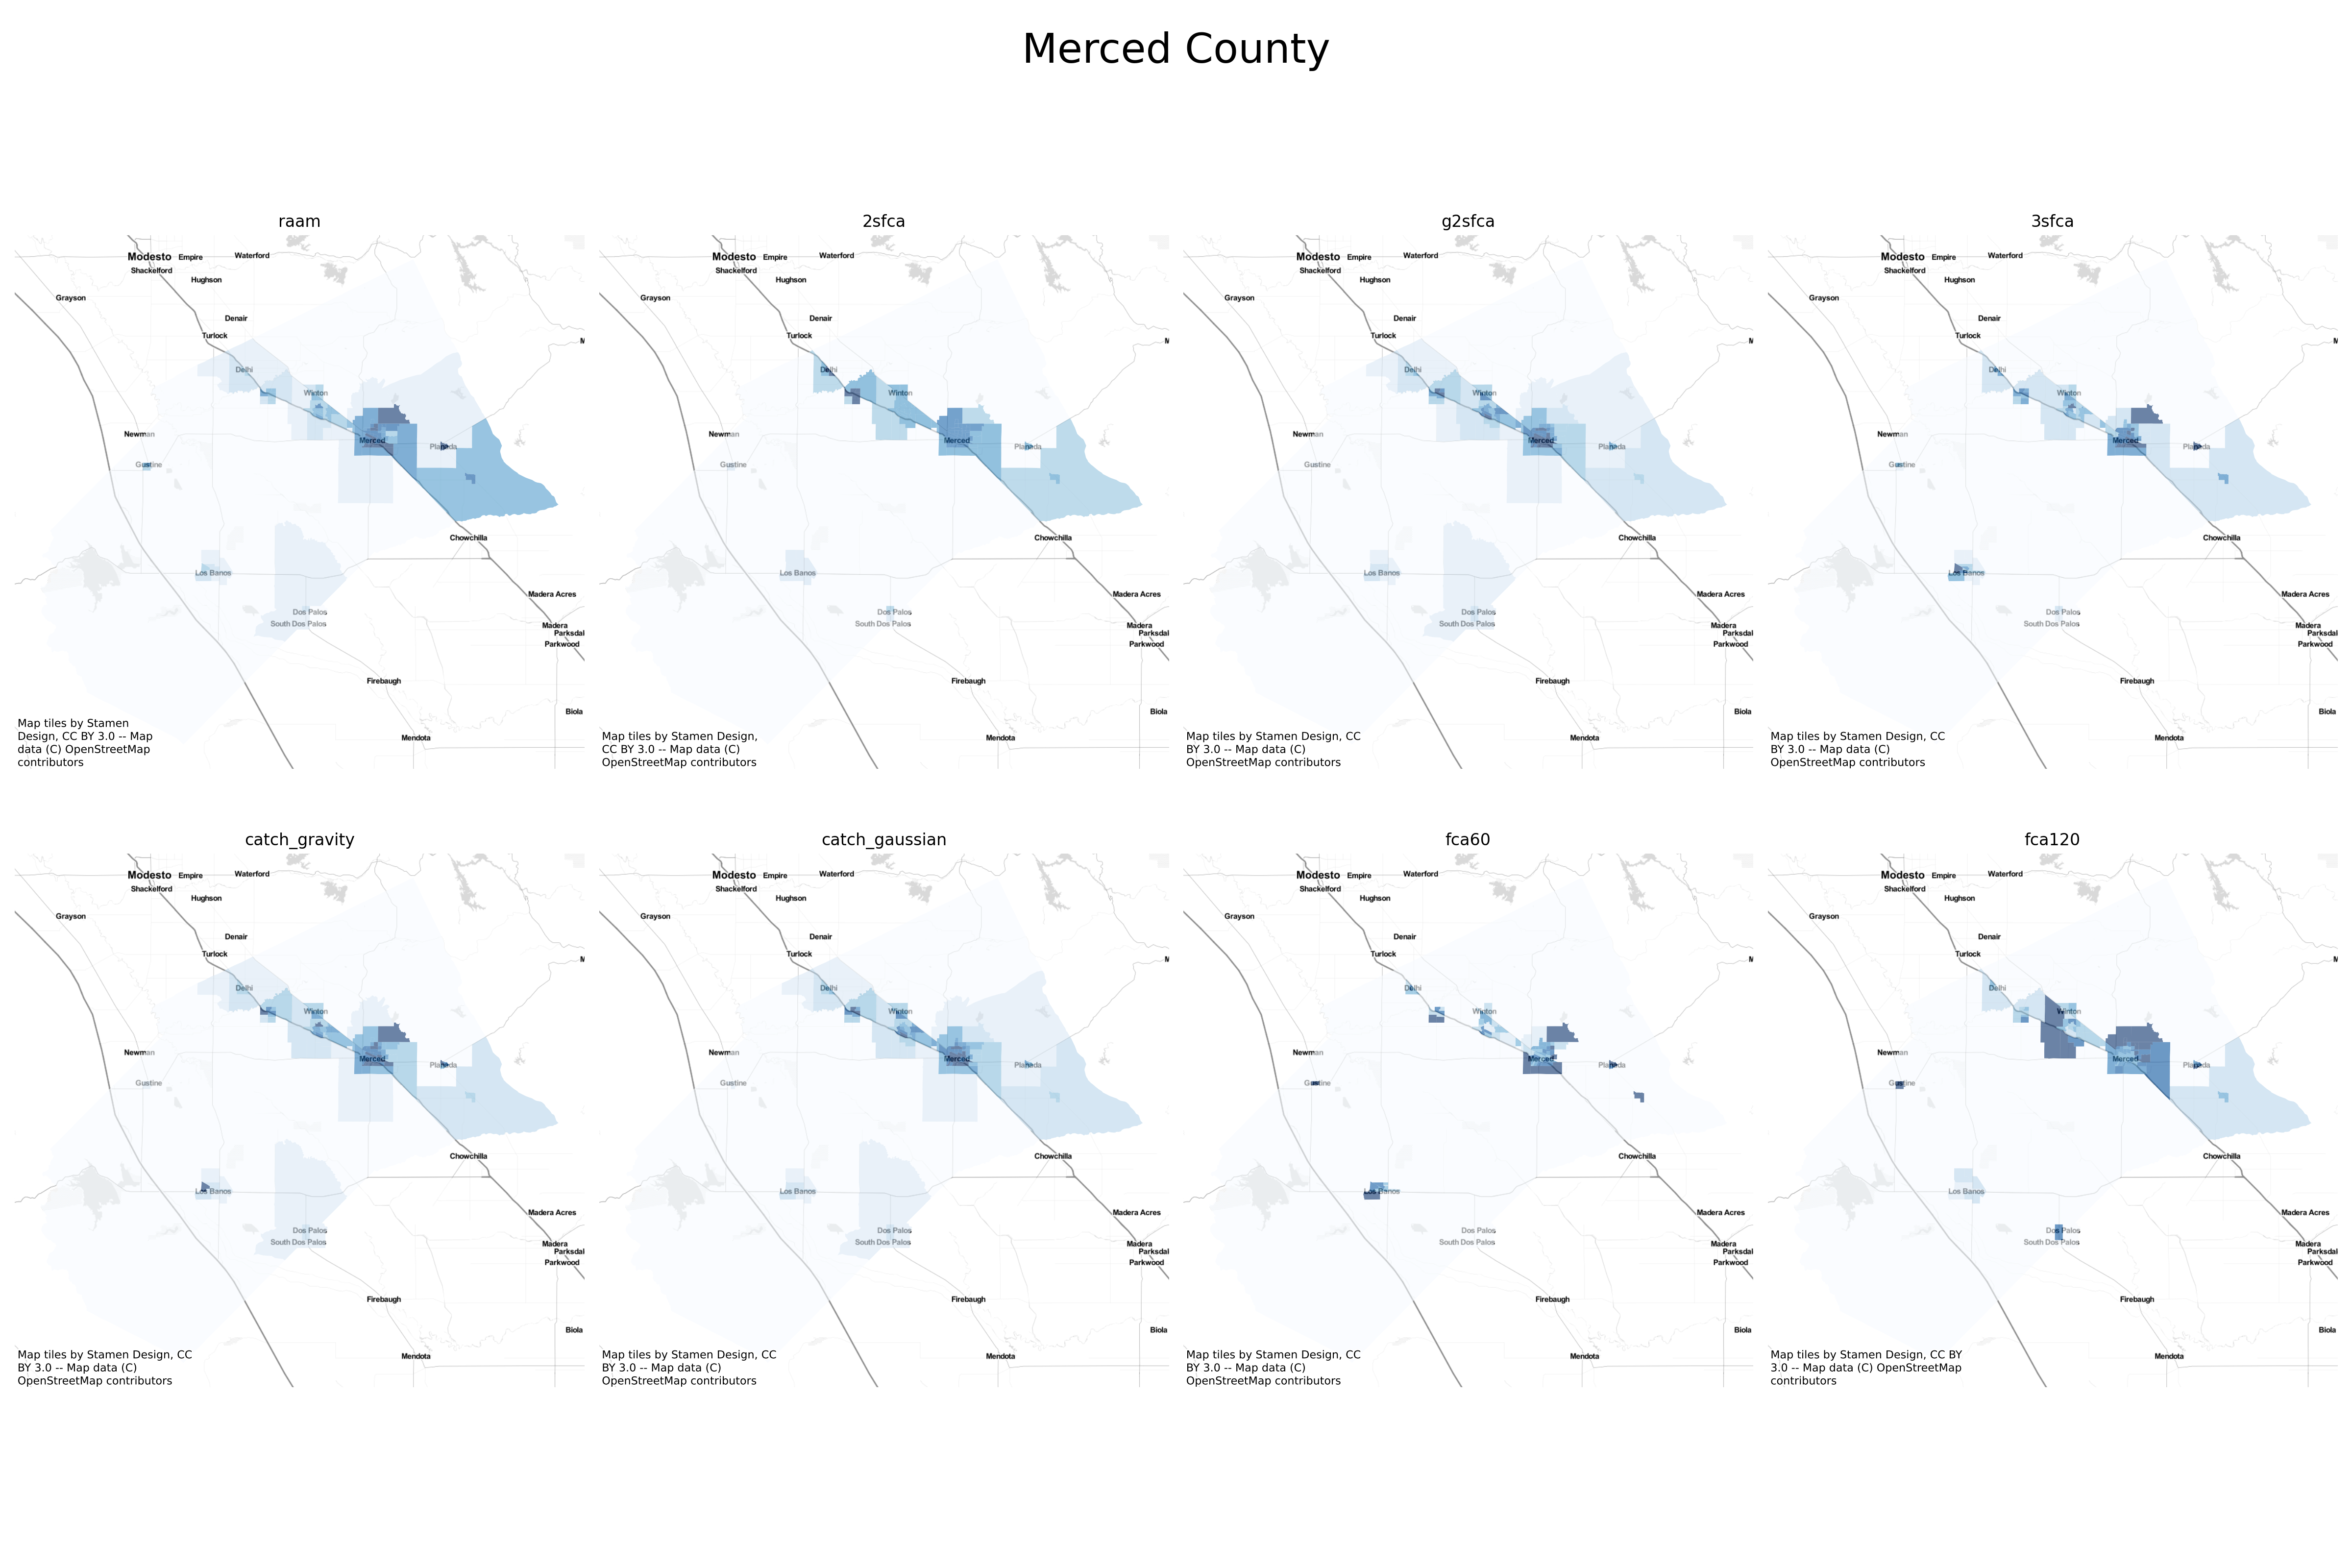 Merced County
raam
2sfca
g2sfca
3sfca
Modesto Empire Waterford
Shackelford
Hughson
Grayson
Denair
Turlock
Delhi
Winton
Newman
Merced
Planada
Gustine
Chowchilla
Los Banos
Madera Acres
Dos Palos
South Dos Palos
Madera
Parksdal
Parkwood
Firebaugh
Biola
Mendota
M
Map tiles by Stamen
Design, CC BY 3.0 -- Map
data (C) OpenStreetMap
contributors
Modesto Empire Waterford
Shackelford
Hughson
Grayson
Denair
Turlock
Delhi
Winton
Newman
Merced
Planada
Gustine
Chowchilla
Los Banos
Madera Acres
Dos Palos
South Dos Palos
Madera
Parksdal
Parkwood
Firebaugh
Biola
Mendota
M
Map tiles by Stamen Design,
CC BY 3.0 -- Map data (C)
OpenStreetMap contributors
Modesto Empire Waterford
Shackelford
Hughson
Grayson
Denair
Turlock
Delhi
Winton
Newman
Merced
Planada
Gustine
Chowchilla
Los Banos
Madera Acres
Dos Palos
South Dos Palos
Madera
Parksdal
Parkwood
Firebaugh
Biola
Mendota
M
Map tiles by Stamen Design, CC
BY 3.0 -- Map data (C)
OpenStreetMap contributors
Modesto Empire Waterford
Shackelford
Hughson
Grayson
Denair
Turlock
Delhi
Winton
Newman
Merced
Planada
Gustine
Chowchilla
Los Banos
Madera Acres
Dos Palos
South Dos Palos
Madera
Parksdal
Parkwood
Firebaugh
Biola
Mendota
M
Map tiles by Stamen Design, CC
BY 3.0 -- Map data (C)
OpenStreetMap contributors
catch_gravity
catch_gaussian
fca60
fca120
Modesto Empire Waterford
Shackelford
Hughson
Grayson
Denair
Turlock
Delhi
Winton
Newman
Merced
Planada
Gustine
Chowchilla
Los Banos
Madera Acres
Dos Palos
South Dos Palos
Madera
Parksdal
Parkwood
Firebaugh
Biola
Mendota
M
Map tiles by Stamen Design, CC
BY 3.0 -- Map data (C)
OpenStreetMap contributors
Modesto Empire Waterford
Shackelford
Hughson
Grayson
Denair
Turlock
Delhi
Winton
Newman
Merced
Planada
Gustine
Chowchilla
Los Banos
Madera Acres
Dos Palos
South Dos Palos
Madera
Parksdal
Parkwood
Firebaugh
Biola
Mendota
M
Map tiles by Stamen Design, CC
BY 3.0 -- Map data (C)
OpenStreetMap contributors
Modesto Empire Waterford
Shackelford
Hughson
Grayson
Denair
Turlock
Delhi
Winton
Newman
Merced
Planada
Gustine
Chowchilla
Los Banos
Madera Acres
Dos Palos
South Dos Palos
Madera
Parksdal
Parkwood
Firebaugh
Biola
Mendota
M
Map tiles by Stamen Design, CC
BY 3.0 -- Map data (C)
OpenStreetMap contributors
Modesto Empire Waterford
Shackelford
Hughson
Grayson
Denair
Turlock
Delhi
Winton
Newman
Merced
Planada
Gustine
Chowchilla
Los Banos
Madera Acres
Dos Palos
South Dos Palos
Madera
Parksdal
Parkwood
Firebaugh
Biola
Mendota
M
Map tiles by Stamen Design, CC BY
3.0 -- Map data (C) OpenStreetMap
contributors